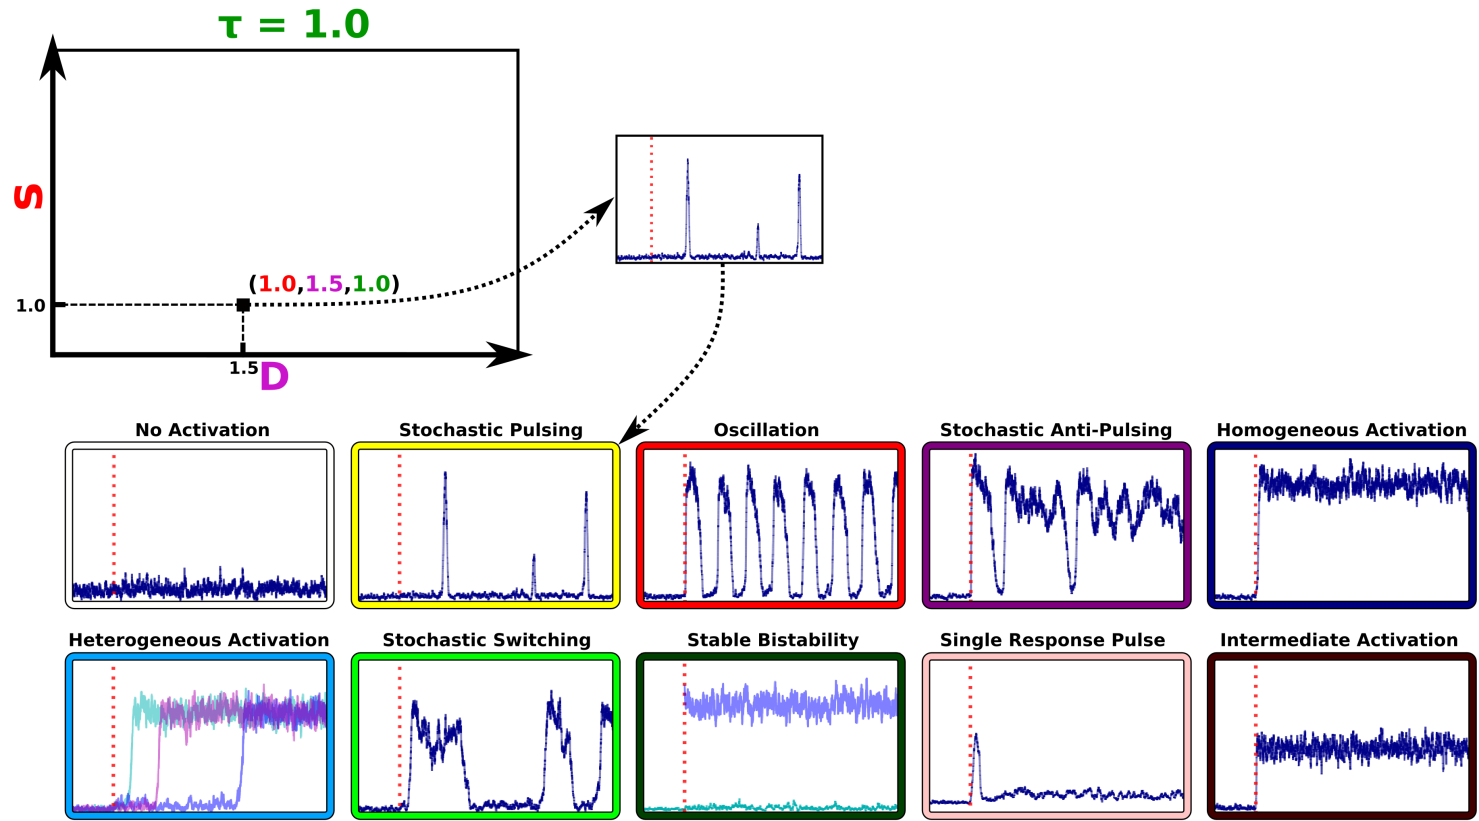 τ = 1.0
S
(1.0,1.5,1.0)
1.0
1.5
D
No Activation
Stochastic Pulsing
Oscillation
Stochastic Anti-Pulsing
Homogeneous Activation
Heterogeneous Activation
Stochastic Switching
Stable Bistability
Single Response Pulse
Intermediate Activation